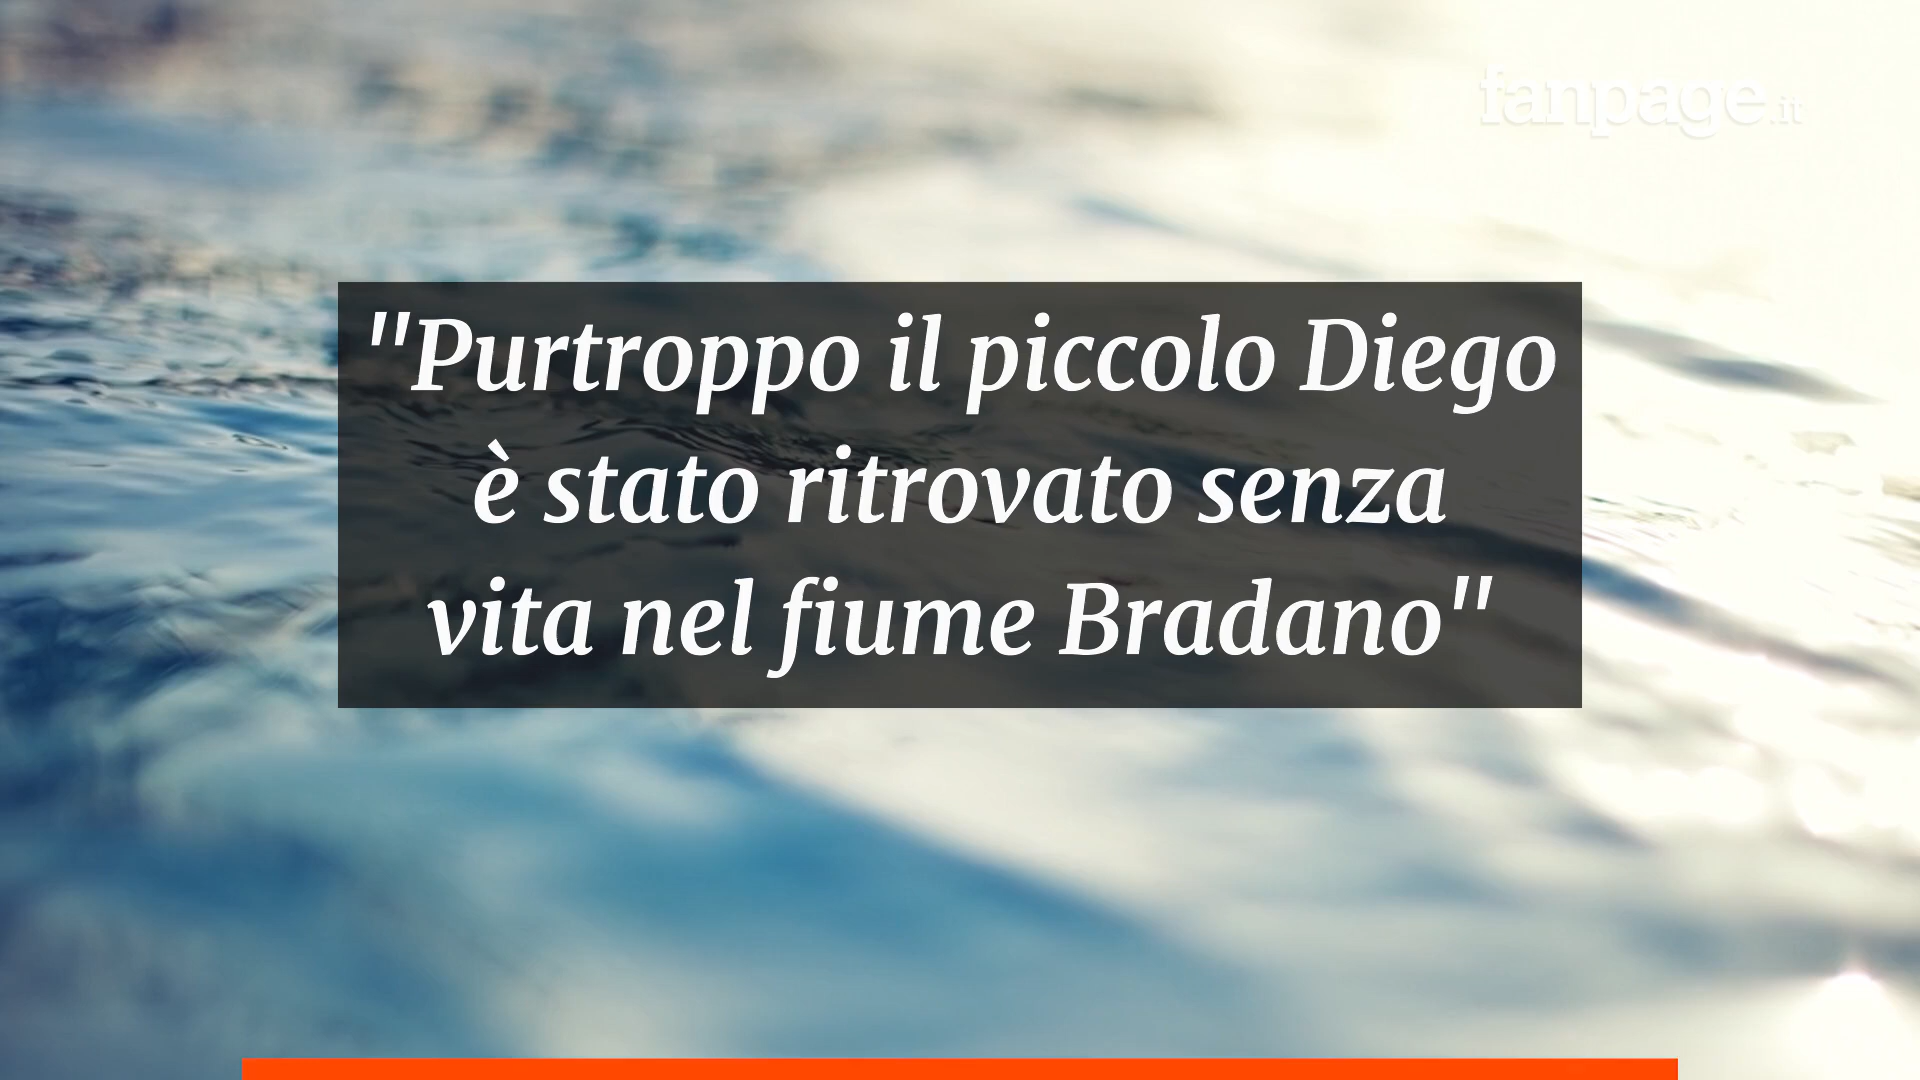 fanpage.it
"Purtroppo il piccolo Diego
è stato ritrovato senza
vita nel fiume Bradano"